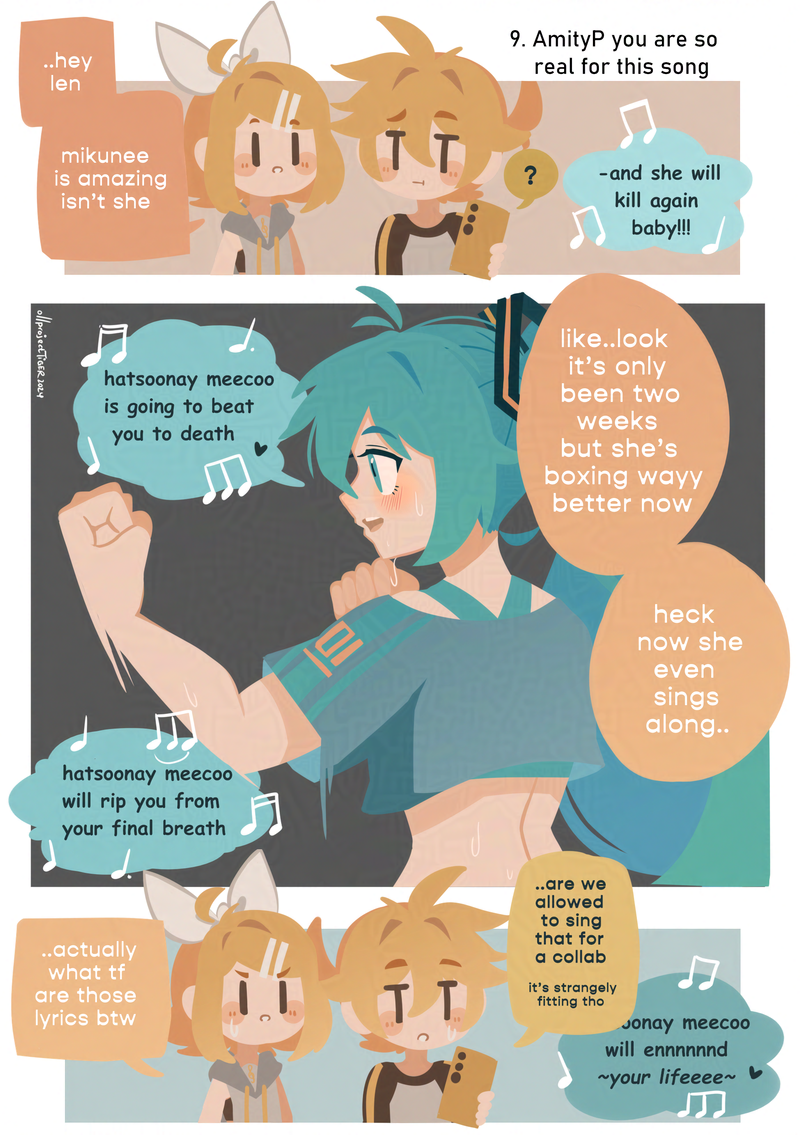 9. AmityP you are so
real for this song
..hey
len
mikunee
is amazing
isn't she
?
-and she will
kill again
baby!!!
ollprojectTIGER2024
hatsoonay meecoo
is going to beat
you to death
like..look
it's only
been two
weeks
but she's
boxing wayy
better now
heck
now she
even
sings
along..
01
hatsoonay meecoo
will rip you from
your final breath
..actually
what tf
are those
lyrics btw
..are we
allowed
to sing
that for
a collab
it's strangely
fitting tho
oonay meecoo
will ennnnnnd
~your lifeeee~